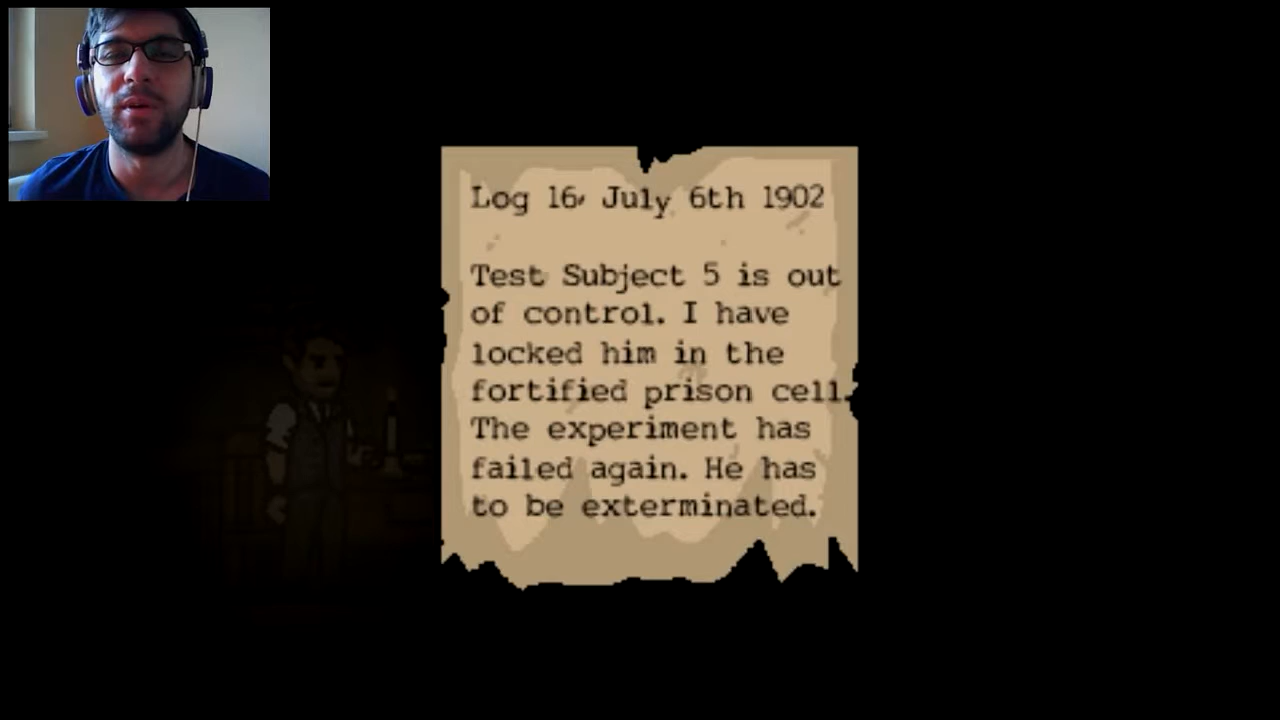 Log 16, July 6th 1902
Test Subject 5 is out
of control. I have
locked him in the
fortified prison cell.
The experiment has
failed again. He has
to be exterminated.